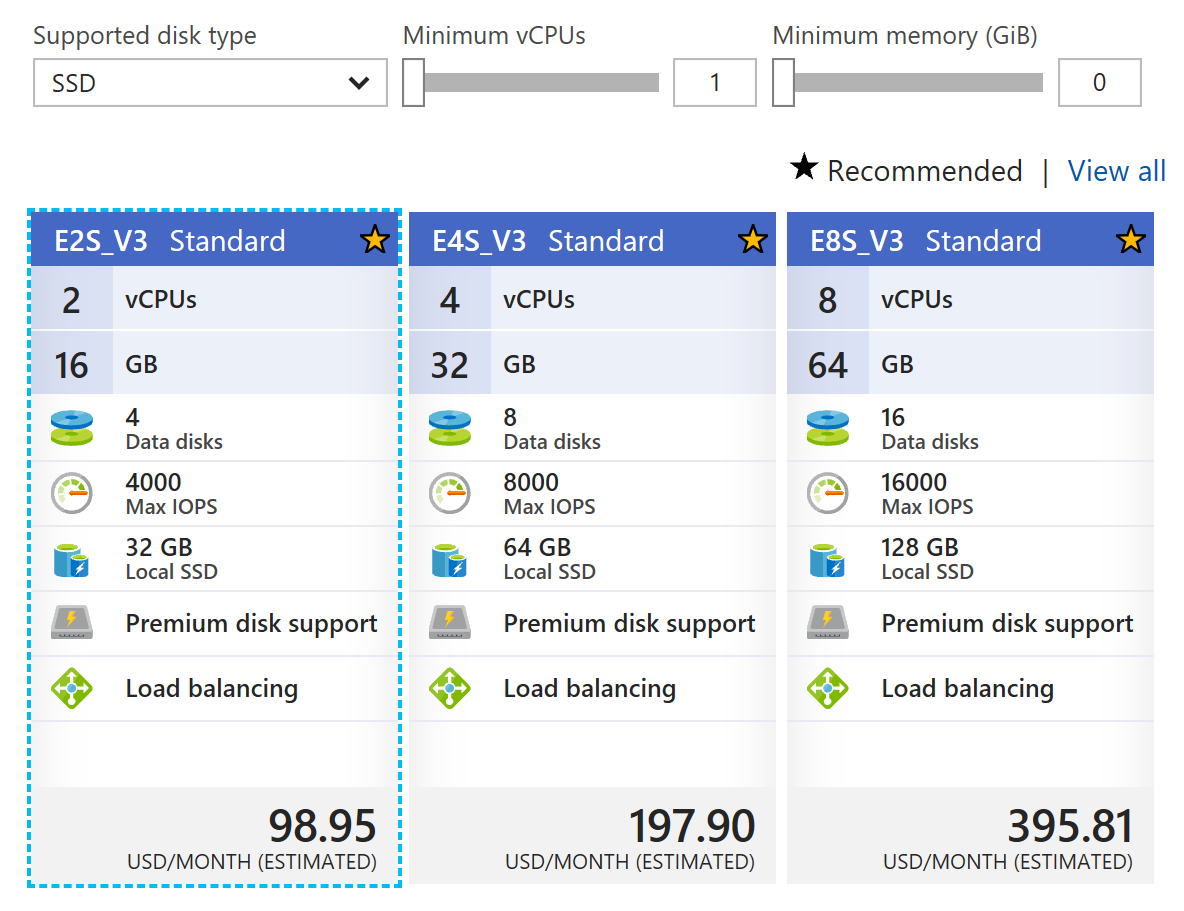 Supported disk type
Minimum vCPUs
Minimum memory (GiB)
SSD
1
0
★ Recommended | View all
E2S_V3 Standard
2 vCPUs
16 GB
4
Data disks
4000
Max IOPS
32 GB
Local SSD
Premium disk support
Load balancing
98.95
USD/MONTH (ESTIMATED)
E4S_V3 Standard
4 vCPUs
32 GB
8
Data disks
8000
Max IOPS
64 GB
Local SSD
Premium disk support
Load balancing
197.90
USD/MONTH (ESTIMATED)
E8S_V3 Standard
8 vCPUs
64 GB
16
Data disks
16000
Max IOPS
128 GB
Local SSD
Premium disk support
Load balancing
395.81
USD/MONTH (ESTIMATED)